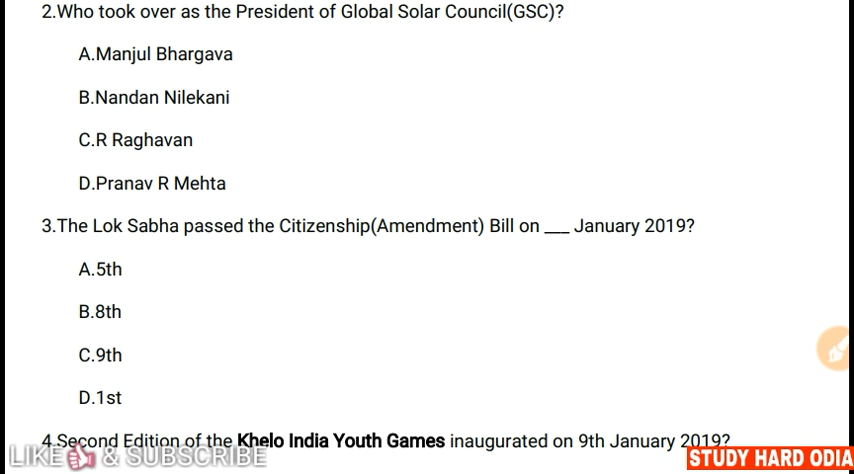 2.Who took over as the President of Global Solar Council(GSC)?
A.Manjul Bhargava
B.Nandan Nilekani
C.R Raghavan
D.Pranav R Mehta
3.The Lok Sabha passed the Citizenship(Amendment) Bill on ___ January 2019?
A.5th
B.8th
C.9th
D.1st
4.Second Edition of the Khelo India Youth Games inaugurated on 9th January 2019?
LIKE & SUBSCRIBE
STUDY HARD ODIA